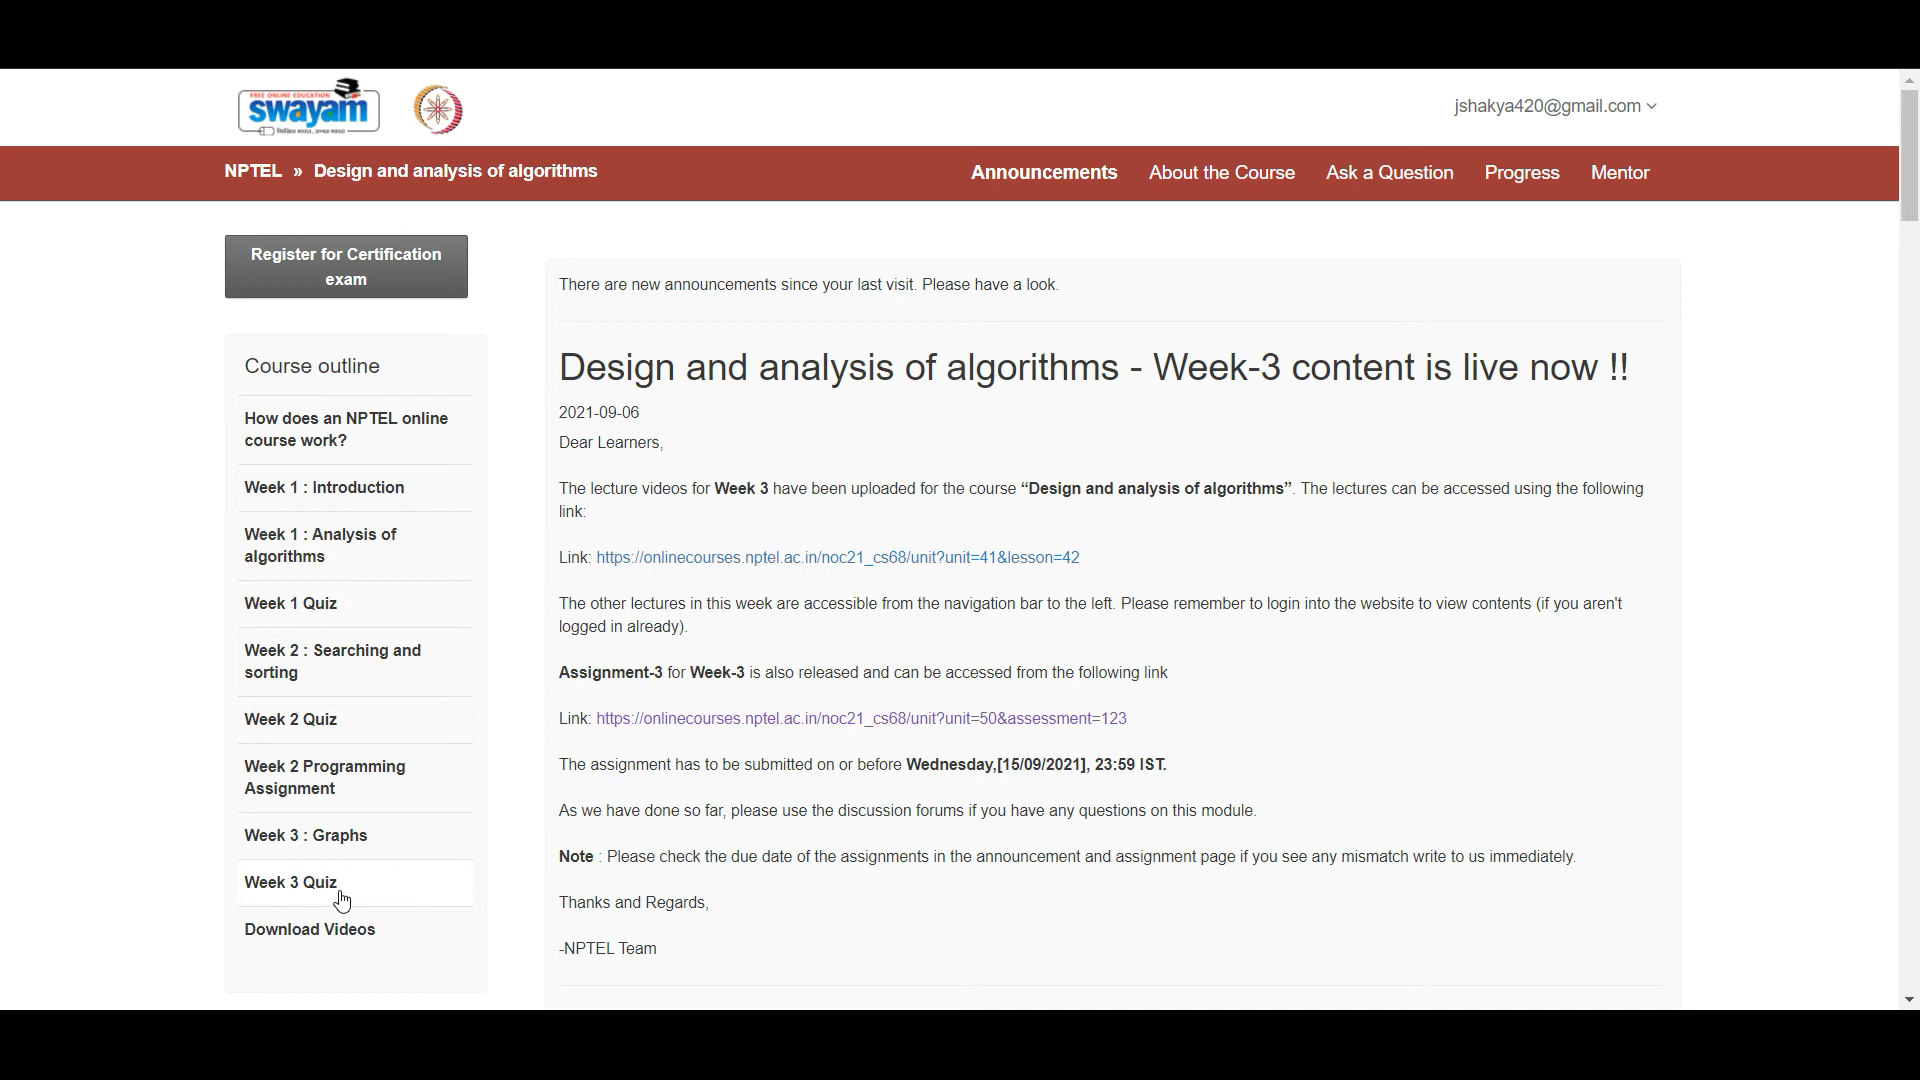 FREE ONLINE EDUCATION
swayam
jshakya420@gmail.com
NPTEL » Design and analysis of algorithms
Announcements About the Course Ask a Question Progress Mentor
Register for Certification
exam
Course outline
How does an NPTEL online
course work?
Week 1 : Introduction
Week 1 : Analysis of
algorithms
Week 1 Quiz
Week 2 : Searching and
sorting
Week 2 Quiz
Week 2 Programming
Assignment
Week 3 : Graphs
Week 3 Quiz
Download Videos
There are new announcements since your last visit. Please have a look.
Design and analysis of algorithms - Week-3 content is live now !!
2021-09-06
Dear Learners,
The lecture videos for Week 3 have been uploaded for the course “Design and analysis of algorithms”. The lectures can be accessed using the following
link:
Link: https://onlinecourses.nptel.ac.in/noc21_cs68/unit?unit=41&lesson=42
The other lectures in this week are accessible from the navigation bar to the left. Please remember to login into the website to view contents (if you aren't
logged in already).
Assignment-3 for Week-3 is also released and can be accessed from the following link
Link: https://onlinecourses.nptel.ac.in/noc21_cs68/unit?unit=50&assessment=123
The assignment has to be submitted on or before Wednesday,[15/09/2021], 23:59 IST.
As we have done so far, please use the discussion forums if you have any questions on this module.
Note : Please check the due date of the assignments in the announcement and assignment page if you see any mismatch write to us immediately.
Thanks and Regards,
-NPTEL Team